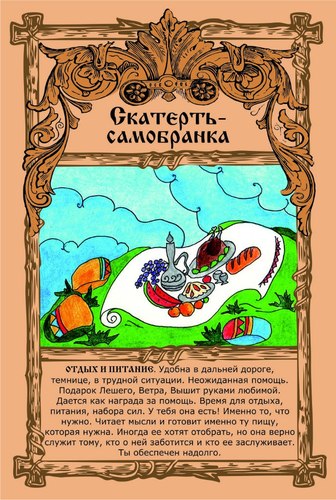 Скатерть-
самобранка
ОТДЫХ И ПИТАНИЕ. Удобна в дальней дороге,
темнице, в трудной ситуации. Неожиданная помощь.
Подарок Лешего, Ветра, Вышит руками любимой.
Дается как награда за помощь. Время для отдыха,
питания, набора сил. У тебя она есть! Именно то, что
нужно. Читает мысли и готовит именно ту пищу,
которая нужна. Иногда ее хотят отобрать, но она верно
служит тому, кто о ней заботится и кто ее заслуживает.
Ты обеспечен надолго.